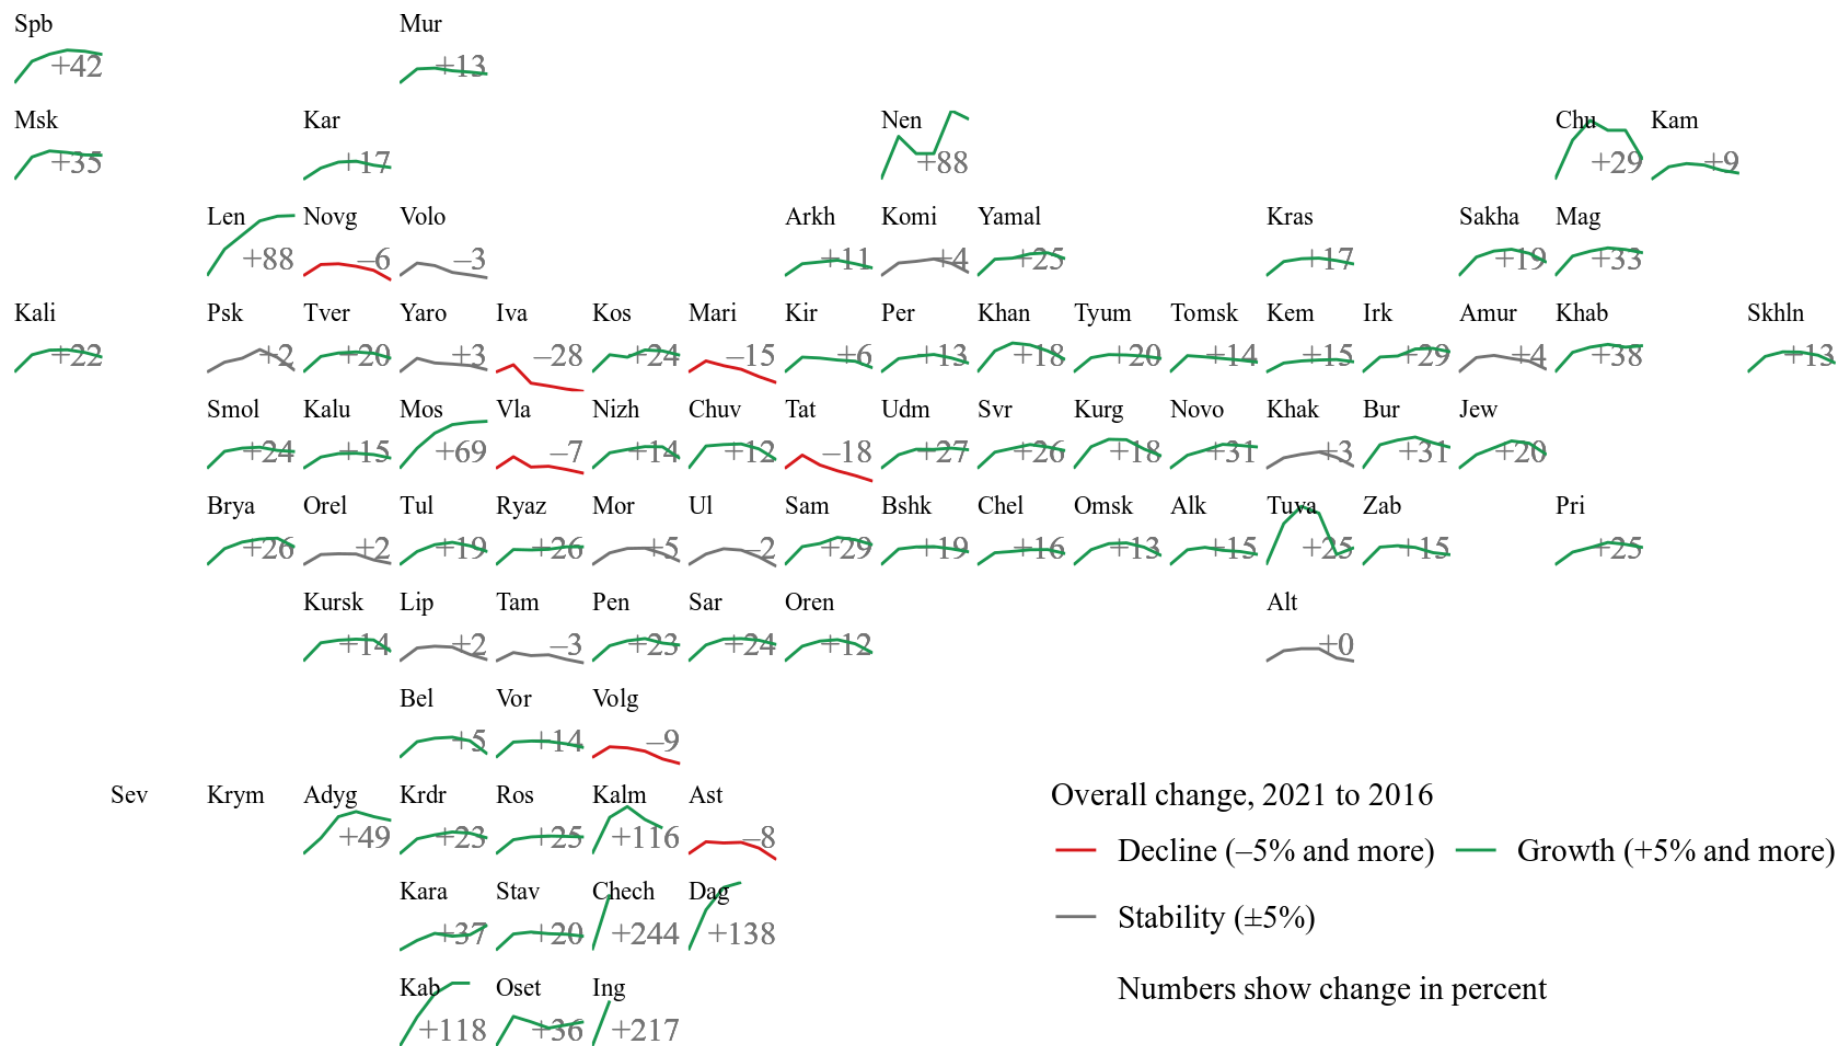 Spb Mur
+42 +13
Msk Kar Nen Chu Kam
+35 +17 +88 +29 +9
Len Novg Volo Arkh Komi Yamal Kras Sakha Mag
+88 –6 –3 +11 +4 +25 +17 +19 +33
Kali Psk Tver Yaro Iva Kos Mari Kir Per Khan Tyum Tomsk Kem Irk Amur Khab Skhln
+22 +2 +20 +3 –28 +24 –15 +6 +13 +18 +20 +14 +15 +29 +4 +38 +13
Smol Kalu Mos Vla Nizh Chuv Tat Udm Svr Kurg Novo Khak Bur Jew
+24 +15 +69 –7 +14 +12 –18 +27 +26 +18 +31 +3 +31 +20
Brya Orel Tul Ryaz Mor Ul Sam Bshk Chel Omsk Alk Tuva Zab Pri
+26 +2 +19 +26 +5 –2 +29 +19 +16 +13 +15 +25 +15 +25
Kursk Lip Tam Pen Sar Oren Alt
+14 +2 –3 +23 +24 +12 +0
Bel Vor Volg
+5 +14 –9
Sev Krym Adyg Krdr Ros Kalm Ast
+49 +23 +25 +116 –8
Kara Stav Chech Dag
+37 +20 +244 +138
Kab Oset Ing
+118 +36 +217
Overall change, 2021 to 2016
Decline (–5% and more) Growth (+5% and more)
Stability (±5%)
Numbers show change in percent